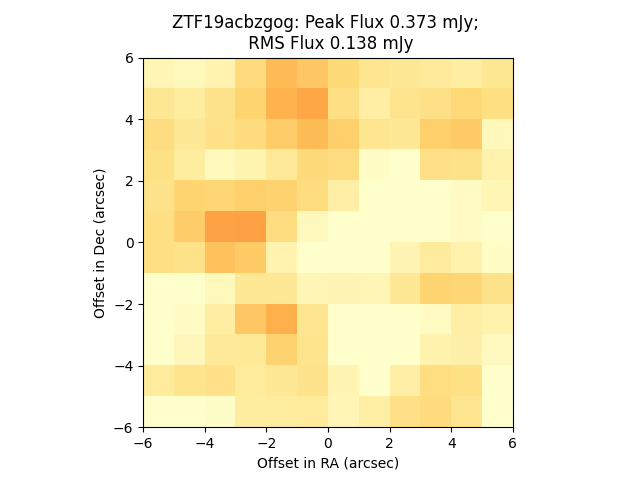 ZTF19acbzgog: Peak Flux 0.373 mJy;
RMS Flux 0.138 mJy
6
4
2
0
−2
−4
−6
Offset in Dec (arcsec)
−6 −4 −2 0 2 4 6
Offset in RA (arcsec)